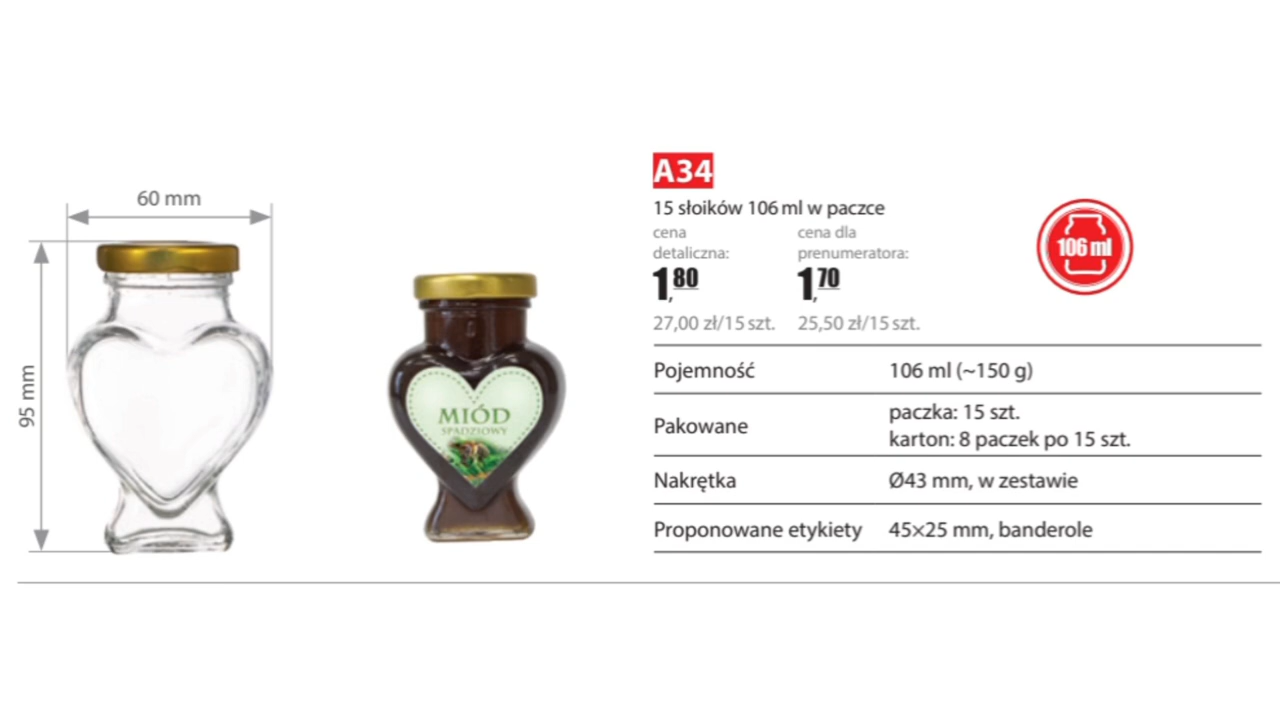 60 mm
95 mm
MIÓD
SPADZIOWY
A34
15 słoików 106 ml w paczce
cena detaliczna:
1,80
27,00 zł/15 szt.
cena dla prenumeratora:
1,70
25,50 zł/15 szt.
106 ml
Pojemność 106 ml (~150 g)
Pakowane paczka: 15 szt.
karton: 8 paczek po 15 szt.
Nakrętka Ø43 mm, w zestawie
Proponowane etykiety 45×25 mm, banderole